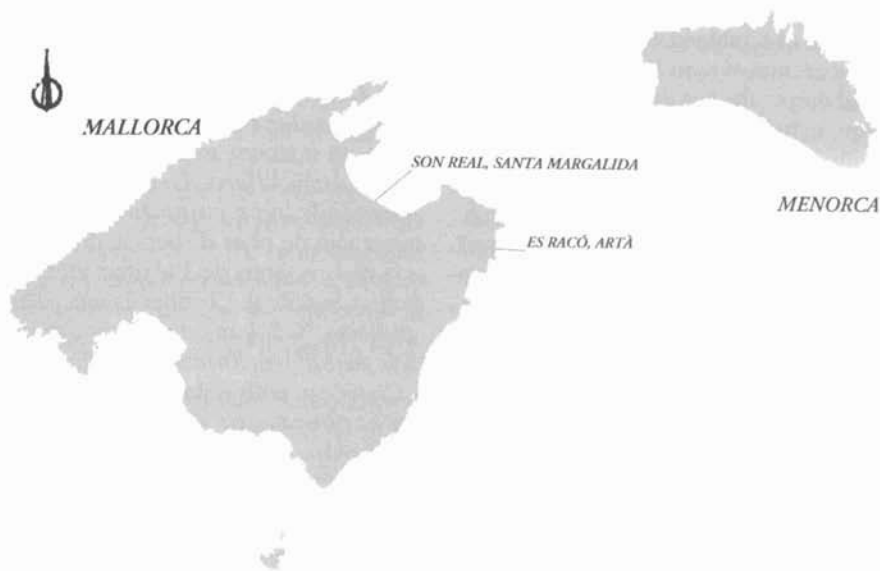 MALLORCA
SON REAL, SANTA MARGALIDA
MENORCA
ES RACÓ, ARTÀ